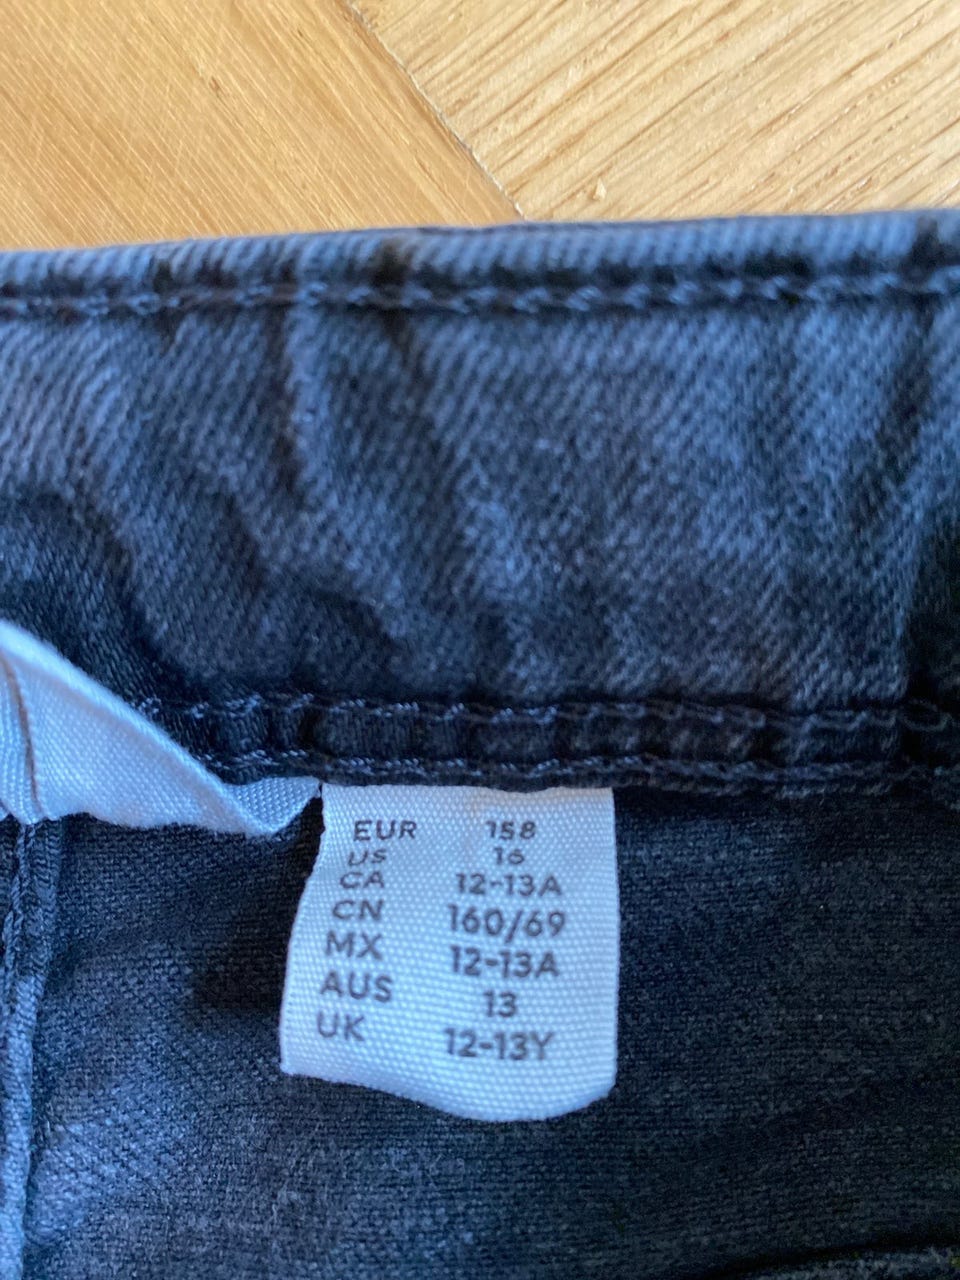 EUR 158
US 16
CA 12-13A
CN 160/69
MX 12-13A
AUS 13
UK 12-13Y